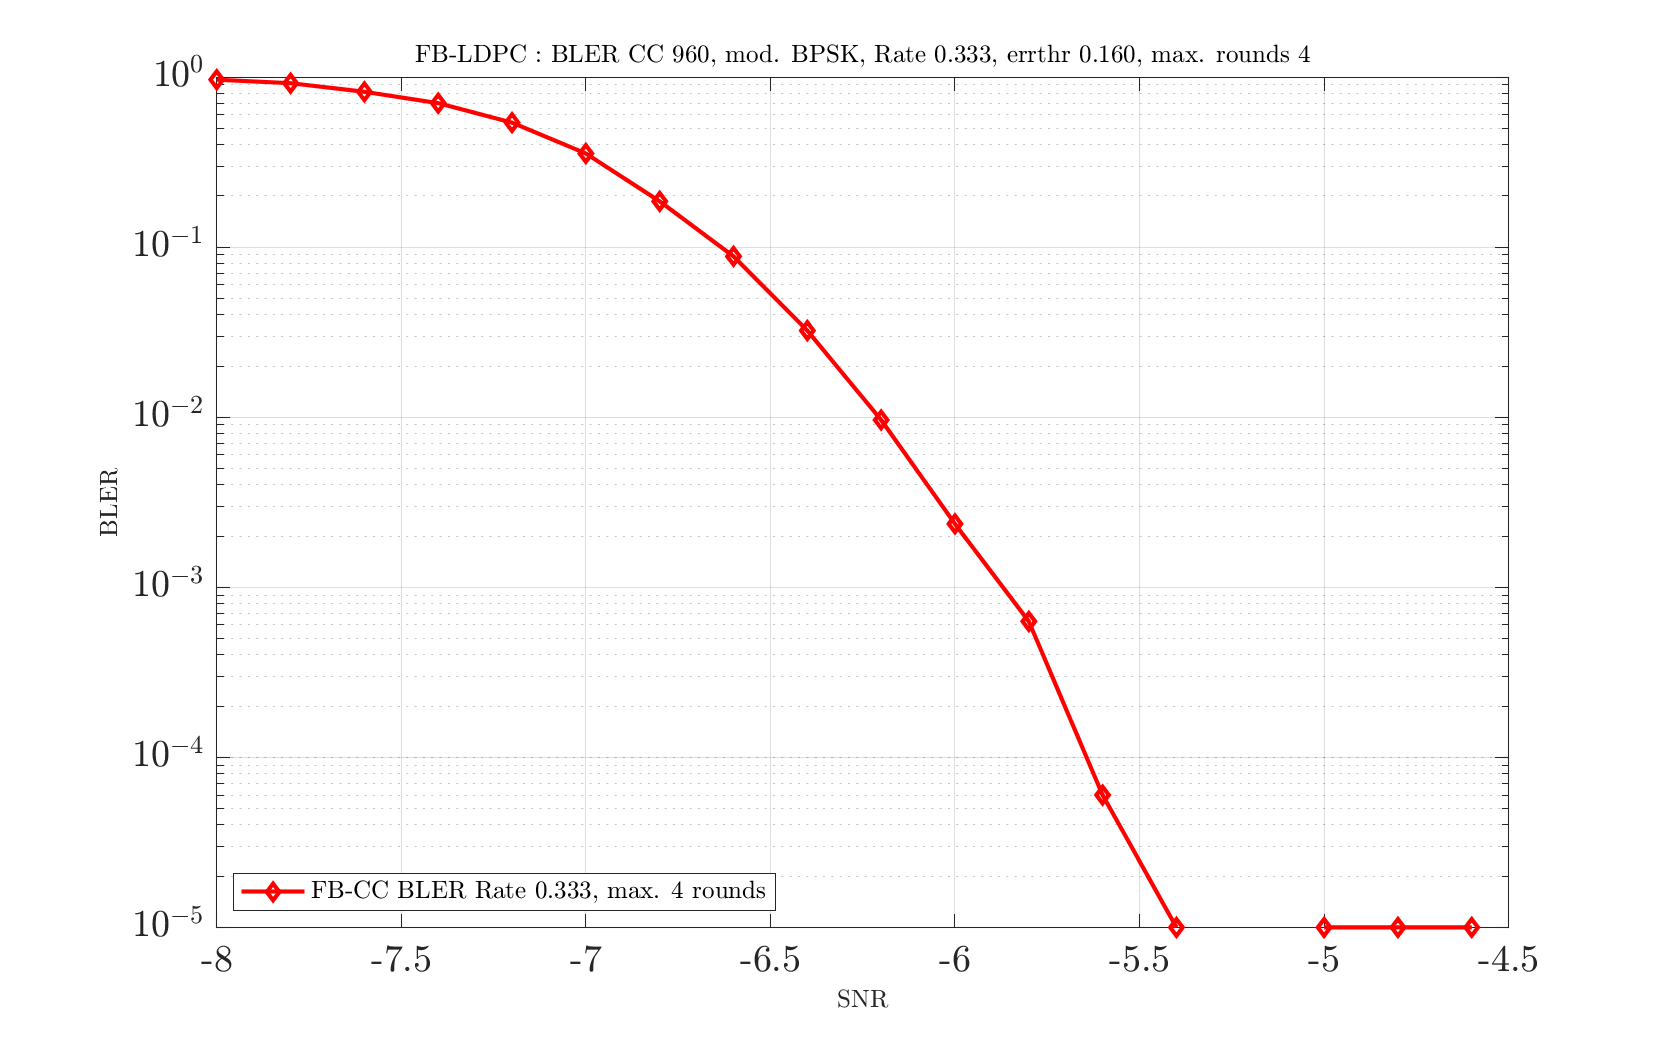 FB-LDPC : BLER CC 960, mod. BPSK, Rate 0.333, errthr 0.160, max. rounds 4
10⁰
10⁻¹
10⁻²
10⁻³
10⁻⁴
10⁻⁵
BLER
FB-CC BLER Rate 0.333, max. 4 rounds
-8 -7.5 -7 -6.5 -6 -5.5 -5 -4.5
SNR